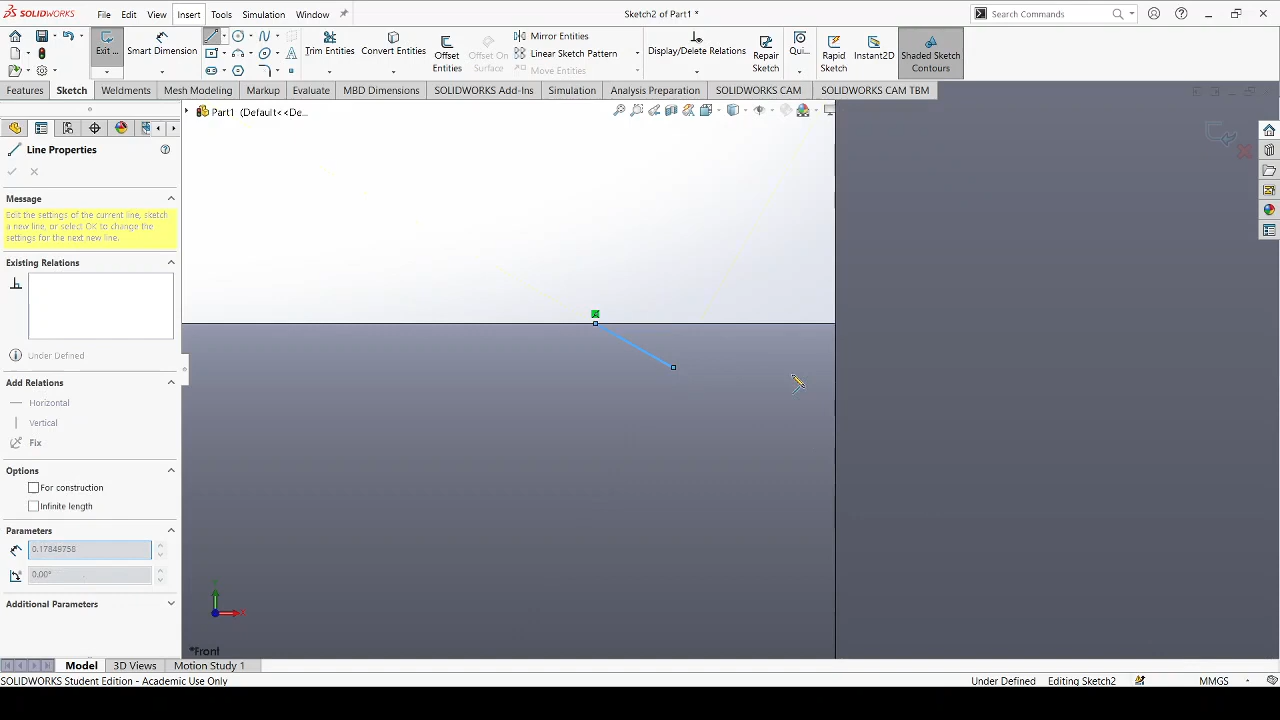 SOLIDWORKS File Edit View Insert Tools Simulation Window Sketch2 of Part1 * Search Commands
Exit ... Smart Dimension Trim Entities Convert Entities Offset Entities Offset On Surface Mirror Entities Linear Sketch Pattern Move Entities Display/Delete Relations Repair Sketch Qui... Rapid Sketch Instant2D Shaded Sketch Contours
Features Sketch Weldments Mesh Modeling Markup Evaluate MBD Dimensions SOLIDWORKS Add-Ins Simulation Analysis Preparation SOLIDWORKS CAM SOLIDWORKS CAM TBM
Part1 (Default<<De...
Line Properties
Message
Edit the settings of the current line, sketch
a new line, or select OK to change the
settings for the next new line.
Existing Relations
Under Defined
Add Relations
Horizontal
Vertical
Fix
Options
For construction
Infinite length
Parameters
0.17849758
0.00°
Additional Parameters
*Front
Model 3D Views Motion Study 1
SOLIDWORKS Student Edition - Academic Use Only Under Defined Editing Sketch2 MMGS